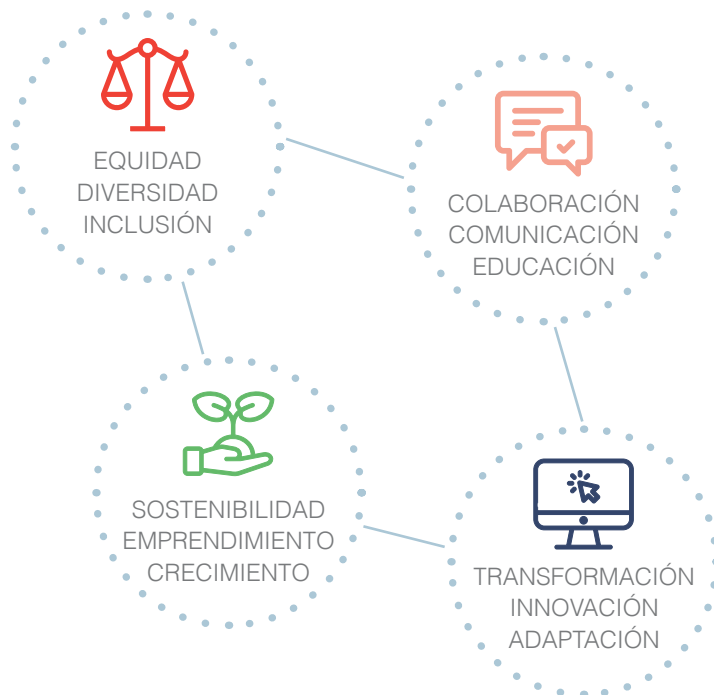 EQUIDAD
DIVERSIDAD
INCLUSIÓN
COLABORACIÓN
COMUNICACIÓN
EDUCACIÓN
SOSTENIBILIDAD
EMPRENDIMIENTO
CRECIMIENTO
TRANSFORMACIÓN
INNOVACIÓN
ADAPTACIÓN